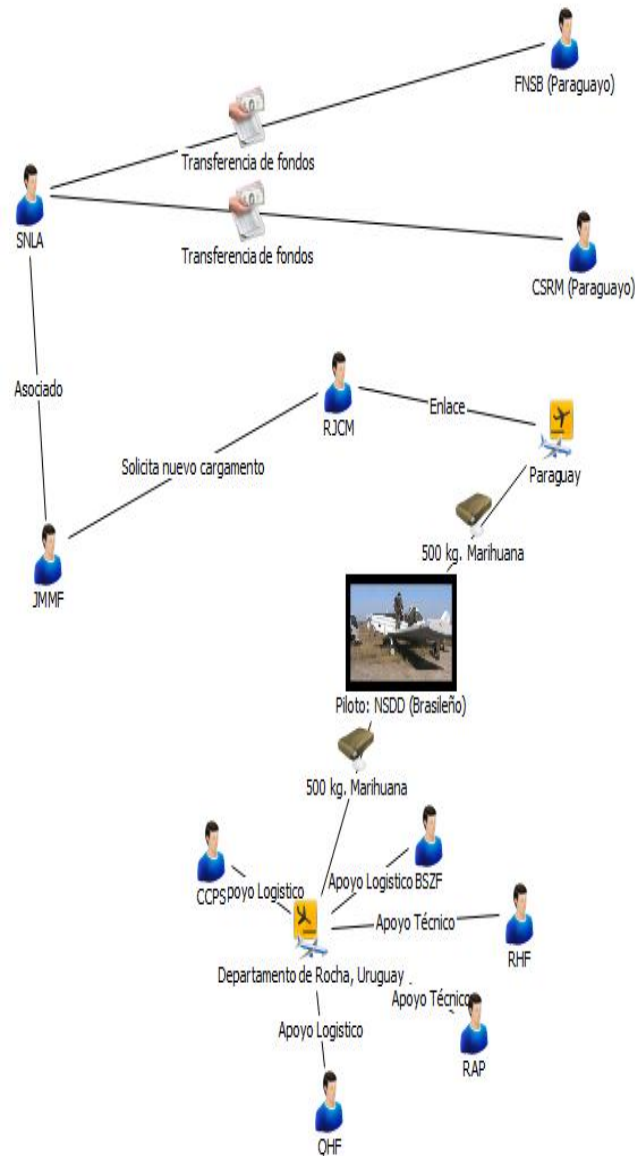 FNSB (Paraguayo)
Transferencia de fondos
SNLA
Transferencia de fondos
CSRM (Paraguayo)
Asociado
RJCM
Enlace
Solicita nuevo cargamento
Paraguay
JMMF
500 kg. Marihuana
Piloto: NSDD (Brasileño)
500 kg. Marihuana
CCPS
poyo Logistico
Apoyo Logistico
BSZF
Apoyo Técnico
RHF
Departamento de Rocha, Uruguay
Apoyo Técnico
Apoyo Logistico
RAP
QHF